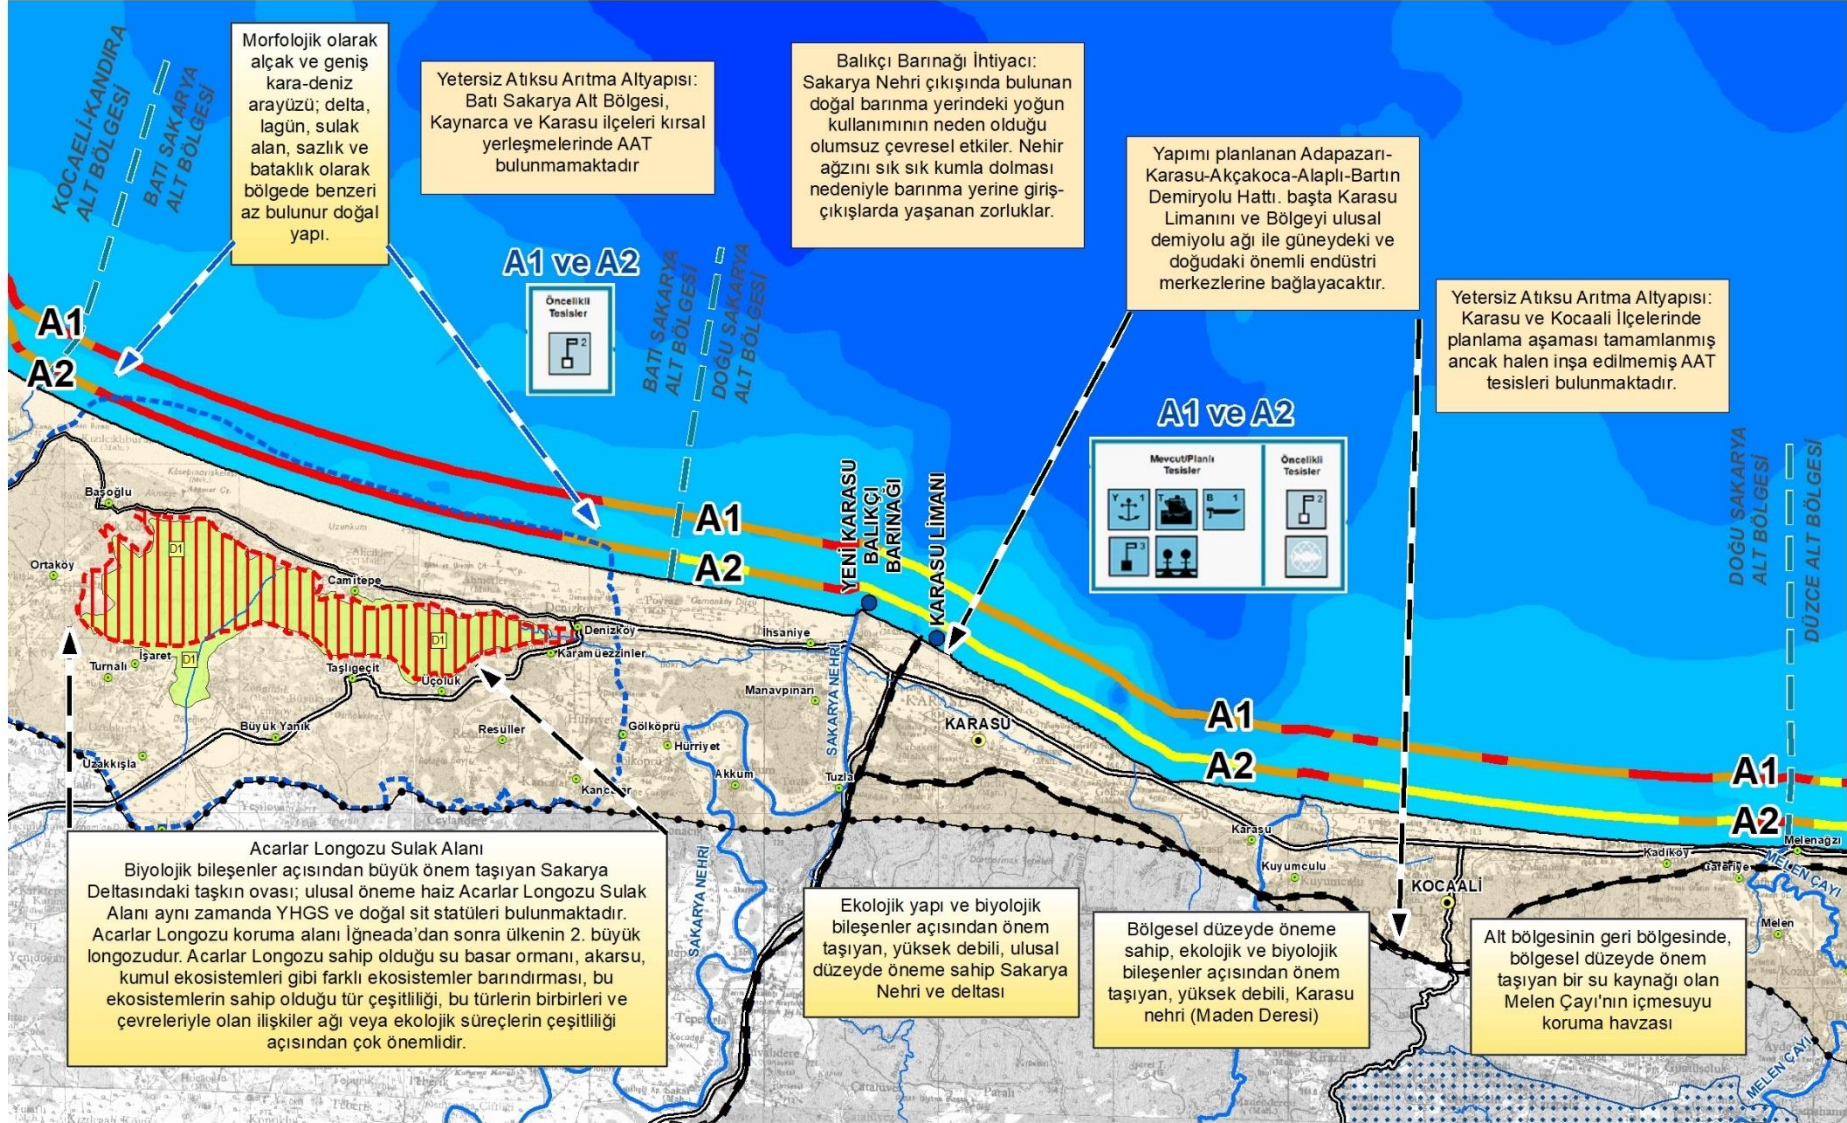 KOCAELİ-KANDIRA
ALT BÖLGESİ
BATI SAKARYA
ALT BÖLGESİ
Morfolojik olarak
alçak ve geniş
kara-deniz
arayüzü; delta,
lagün, sulak
alan, sazlık ve
bataklık olarak
bölgede benzeri
az bulunur doğal
yapı.
Yetersiz Atıksu Arıtma Altyapısı:
Batı Sakarya Alt Bölgesi,
Kaynarca ve Karasu ilçeleri kırsal
yerleşmelerinde AAT
bulunmamaktadır
Balıkçı Barınağı İhtiyacı:
Sakarya Nehri çıkışında bulunan
doğal barınma yerindeki yoğun
kullanımının neden olduğu
olumsuz çevresel etkiler. Nehir
ağzını sık sık kumla dolması
nedeniyle barınma yerine giriş-
çıkışlarda yaşanan zorluklar.
Yapımı planlanan Adapazarı-
Karasu-Akçakoca-Alaplı-Bartın
Demiryolu Hattı. başta Karasu
Limanını ve Bölgeyi ulusal
demiyolu ağı ile güneydeki ve
doğudaki önemli endüstri
merkezlerine bağlayacaktır.
Yetersiz Atıksu Arıtma Altyapısı:
Karasu ve Kocaali İlçelerinde
planlama aşaması tamamlanmış
ancak halen inşa edilmemiş AAT
tesisleri bulunmaktadır.
A1 ve A2
Öncelikli
Tesisler
2
BATI SAKARYA
ALT BÖLGESİ
DOĞU SAKARYA
ALT BÖLGESİ
A1 ve A2
Mevcut/Planlı
Tesisler
Öncelikli
Tesisler
Y 1
T
B 1
2
3
DOĞU SAKARYA
ALT BÖLGESİ
DÜZCE ALT BÖLGESİ
A1
A2
A1
A2
A1
A2
A1
A2
YENİ KARASU
BALIKÇI
BARINAĞI
KARASU LİMANI
Başoğlu
Ortaköy
D1
Camitepe
D1
D1
Denizköy
Karamüezzinler
İhsaniye
Turnalı
İşaret
Taşlıgeçit
Üçoluk
Manavpınarı
SAKARYA NEHRİ
KARASU
Büyük Yanık
Resuller
Gölköprü
Hürriyet
Uzakkışla
Akkum
Tuzla
Karasu
Kuyumculu
KOCAALİ
Kadıköy
Caferiye
Melenağzı
MELEN ÇAYI
Melen
SAKARYA NEHRİ
Acarlar Longozu Sulak Alanı
Biyolojik bileşenler açısından büyük önem taşıyan Sakarya
Deltasındaki taşkın ovası; ulusal öneme haiz Acarlar Longozu Sulak
Alanı aynı zamanda YHGS ve doğal sit statüleri bulunmaktadır.
Acarlar Longozu koruma alanı İğneada'dan sonra ülkenin 2. büyük
longozudur. Acarlar Longozu sahip olduğu su basar ormanı, akarsu,
kumul ekosistemleri gibi farklı ekosistemler barındırması, bu
ekosistemlerin sahip olduğu tür çeşitliliği, bu türlerin birbirleri ve
çevreleriyle olan ilişkiler ağı veya ekolojik süreçlerin çeşitliliği
açısından çok önemlidir.
Ekolojik yapı ve biyolojik
bileşenler açısından önem
taşıyan, yüksek debili, ulusal
düzeyde öneme sahip Sakarya
Nehri ve deltası
Bölgesel düzeyde öneme
sahip, ekolojik ve biyolojik
bileşenler açısından önem
taşıyan, yüksek debili, Karasu
nehri (Maden Deresi)
Alt bölgesinin geri bölgesinde,
bölgesel düzeyde önem
taşıyan bir su kaynağı olan
Melen Çayı'nın içmesuyu
koruma havzası
MELEN ÇAYI